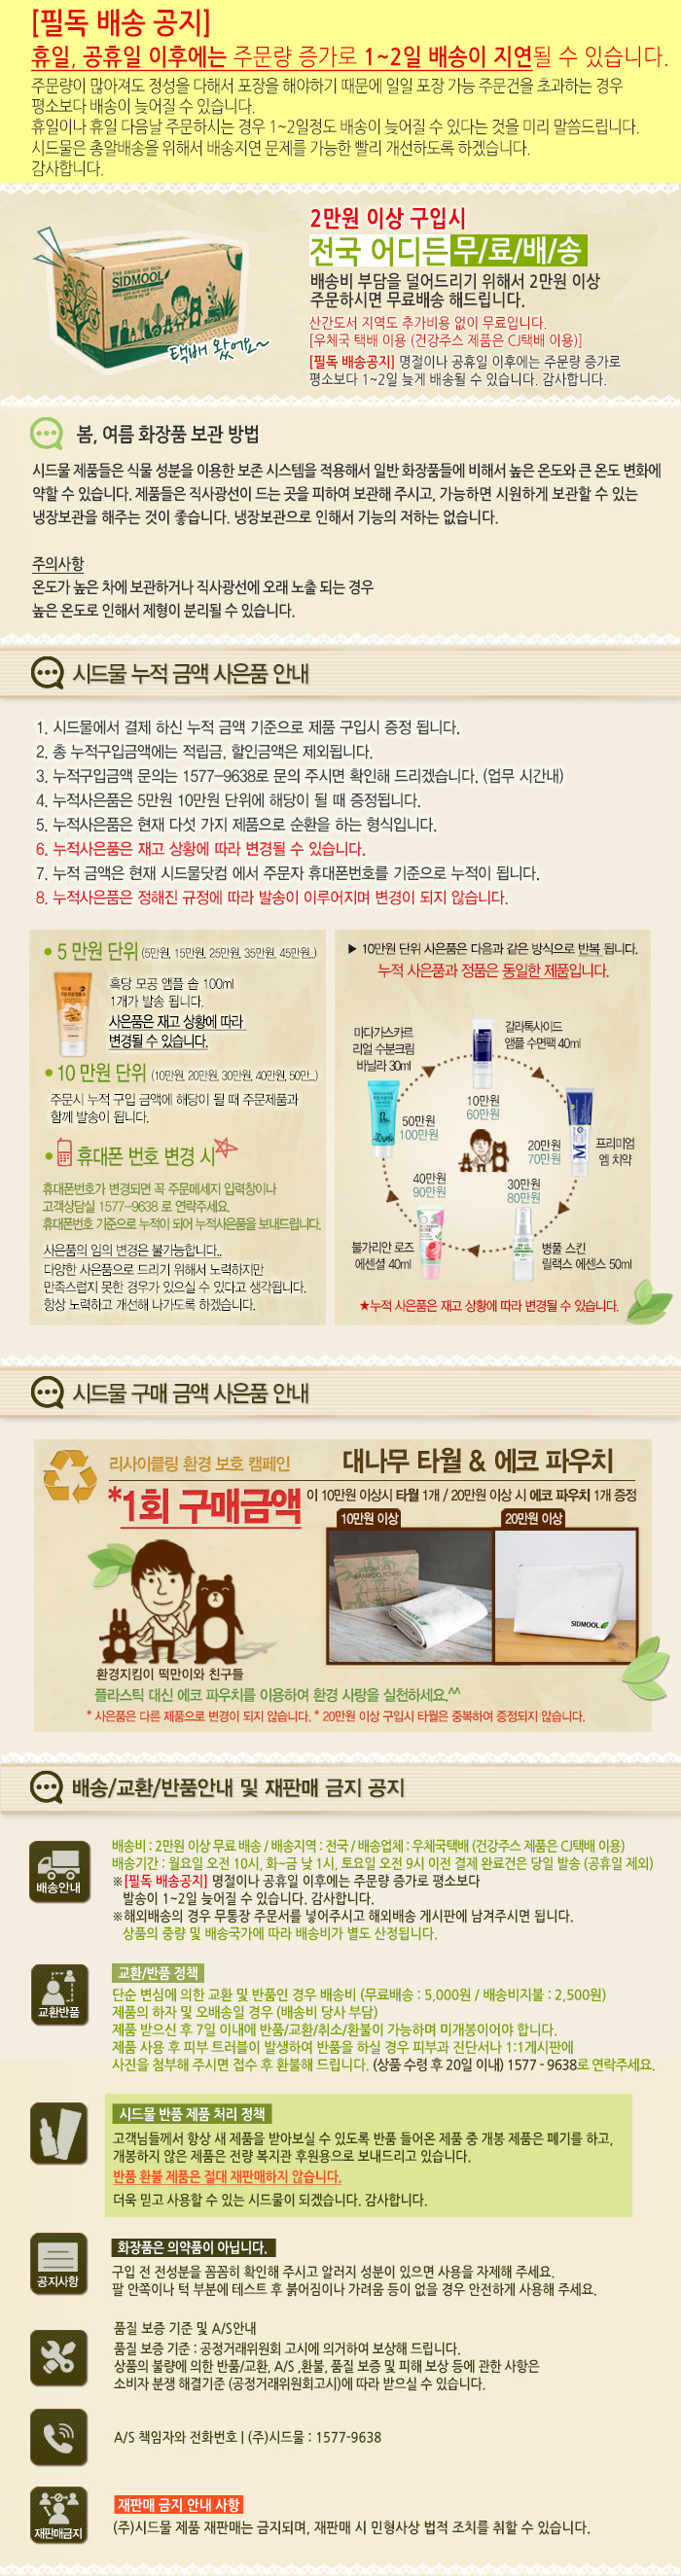 [필독 배송 공지]
휴일, 공휴일 이후에는 주문량 증가로 1~2일 배송이 지연될 수 있습니다.
주문량이 많아져도 정성을 다해서 포장을 해야하기 때문에 일일 포장 가능 주문건을 초과하는 경우
평소보다 배송이 늦어질 수 있습니다.
휴일이나 휴일 다음날 주문하시는 경우 1~2일정도 배송이 늦어질 수 있다는 것을 미리 말씀드립니다.
시드물은 총알배송을 위해서 배송지연 문제를 가능한 빨리 개선하도록 하겠습니다.
감사합니다.
THE ORIGIN OF PURE
SIDMOOL
택배 왔어요~
2만원 이상 구입시
전국 어디든 무/료/배/송
배송비 부담을 덜어드리기 위해서 2만원 이상
주문하시면 무료배송 해드립니다.
산간도서 지역도 추가비용 없이 무료입니다.
[우체국 택배 이용 (건강주스 제품은 CJ택배 이용)]
[필독 배송공지] 명절이나 공휴일 이후에는 주문량 증가로
평소보다 1~2일 늦게 배송될 수 있습니다. 감사합니다.
봄, 여름 화장품 보관 방법
시드물 제품들은 식물 성분을 이용한 보존 시스템을 적용해서 일반 화장품들에 비해서 높은 온도와 큰 온도 변화에
약할 수 있습니다. 제품들은 직사광선이 드는 곳을 피하여 보관해 주시고, 가능하면 시원하게 보관할 수 있는
냉장보관을 해주는 것이 좋습니다. 냉장보관으로 인해서 기능의 저하는 없습니다.
주의사항
온도가 높은 차에 보관하거나 직사광선에 오래 노출 되는 경우
높은 온도로 인해서 제형이 분리될 수 있습니다.
시드물 누적 금액 사은품 안내
1. 시드물에서 결제 하신 누적 금액 기준으로 제품 구입시 증정 됩니다.
2. 총 누적구입금액에는 적립금, 할인금액은 제외됩니다.
3. 누적구입금액 문의는 1577-9638로 문의 주시면 확인해 드리겠습니다. (업무 시간내)
4. 누적사은품은 5만원 10만원 단위에 해당이 될 때 증정됩니다.
5. 누적사은품은 현재 다섯 가지 제품으로 순환을 하는 형식입니다.
6. 누적사은품은 재고 상황에 따라 변경될 수 있습니다.
7. 누적 금액은 현재 시드물닷컴 에서 주문자 휴대폰번호를 기준으로 누적이 됩니다.
8. 누적사은품은 정해진 규정에 따라 발송이 이루어지며 변경이 되지 않습니다.
• 5 만원 단위 (5만원, 15만원, 25만원, 35만원, 45만원..)
흑당 모공 앰플 솝 100ml
1개가 발송 됩니다.
사은품은 재고 상황에 따라
변경될 수 있습니다.
• 10 만원 단위 (10만원, 20만원, 30만원, 40만원, 50만...)
주문시 누적 구입 금액에 해당이 될 때 주문제품과
함께 발송이 됩니다.
• 휴대폰 번호 변경 시
휴대폰번호가 변경되면 꼭 주문메세지 입력창이나
고객상담실 1577-9638 로 연락주세요.
휴대폰번호 기준으로 누적이 되어 누적사은품을 보내드립니다.
사은품의 임의 변경은 불가능합니다..
다양한 사은품으로 드리기 위해서 노력하지만
만족스럽지 못한 경우가 있으실 수 있다고 생각됩니다.
항상 노력하고 개선해 나가도록 하겠습니다.
▶ 10만원 단위 사은품은 다음과 같은 방식으로 반복 됩니다.
누적 사은품과 정품은 동일한 제품입니다.
마다가스카르
리얼 수분크림
바닐라 30ml
갈라톡사이드
앰플 수면팩 40ml
10만원
60만원
50만원
100만원
20만원
70만원
프리미엄
엠 치약
40만원
90만원
30만원
80만원
불가리안 로즈
에센셜 40ml
병풀 스킨
릴랙스 에센스 50ml
★누적 사은품은 재고 상황에 따라 변경될 수 있습니다.
시드물 구매 금액 사은품 안내
리사이클링 환경 보호 캠페인
대나무 타월 & 에코 파우치
*1회 구매금액 이 10만원 이상시 타월 1개 / 20만원 이상 시 에코 파우치 1개 증정
10만원 이상
20만원 이상
BAMBOO TOWEL
SIDMOOL
환경지킴이 떡만이와 친구들
플라스틱 대신 에코 파우치를 이용하여 환경 사랑을 실천하세요.^^
* 사은품은 다른 제품으로 변경이 되지 않습니다. * 20만원 이상 구입시 타월은 중복하여 증정되지 않습니다.
배송/교환/반품안내 및 재판매 금지 공지
배송안내
배송비 : 2만원 이상 무료 배송 / 배송지역 : 전국 / 배송업체 : 우체국택배 (건강주스 제품은 CJ택배 이용)
배송기간 : 월요일 오전 10시, 화~금 낮 1시, 토요일 오전 9시 이전 결제 완료건은 당일 발송 (공휴일 제외)
※[필독 배송공지] 명절이나 공휴일 이후에는 주문량 증가로 평소보다
발송이 1~2일 늦어질 수 있습니다. 감사합니다.
※해외배송의 경우 무통장 주문서를 넣어주시고 해외배송 게시판에 남겨주시면 됩니다.
상품의 중량 및 배송국가에 따라 배송비가 별도 산정됩니다.
교환반품
교환/반품 정책
단순 변심에 의한 교환 및 반품인 경우 배송비 (무료배송 : 5,000원 / 배송비지불 : 2,500원)
제품의 하자 및 오배송일 경우 (배송비 당사 부담)
제품 받으신 후 7일 이내에 반품/교환/취소/환불이 가능하며 미개봉이어야 합니다.
제품 사용 후 피부 트러블이 발생하여 반품을 하실 경우 피부과 진단서나 1:1게시판에
사진을 첨부해 주시면 접수 후 환불해 드립니다. (상품 수령 후 20일 이내) 1577 - 9638로 연락주세요.
시드물 반품 제품 처리 정책
고객님들께서 항상 새 제품을 받아보실 수 있도록 반품 들어온 제품 중 개봉 제품은 폐기를 하고,
개봉하지 않은 제품은 전량 복지관 후원용으로 보내드리고 있습니다.
반품 환불 제품은 절대 재판매하지 않습니다.
더욱 믿고 사용할 수 있는 시드물이 되겠습니다. 감사합니다.
공지사항
화장품은 의약품이 아닙니다.
구입 전 전성분을 꼼꼼히 확인해 주시고 알러지 성분이 있으면 사용을 자제해 주세요.
팔 안쪽이나 턱 부분에 테스트 후 붉어짐이나 가려움 등이 없을 경우 안전하게 사용해 주세요.
품질 보증 기준 및 A/S안내
품질 보증 기준 : 공정거래위원회 고시에 의거하여 보상해 드립니다.
상품의 불량에 의한 반품/교환, A/S ,환불, 품질 보증 및 피해 보상 등에 관한 사항은
소비자 분쟁 해결기준 (공정거래위원회고시)에 따라 받으실 수 있습니다.
A/S 책임자와 전화번호 | (주)시드물 : 1577-9638
재판매금지
재판매 금지 안내 사항
(주)시드물 제품 재판매는 금지되며, 재판매 시 민형사상 법적 조치를 취할 수 있습니다.